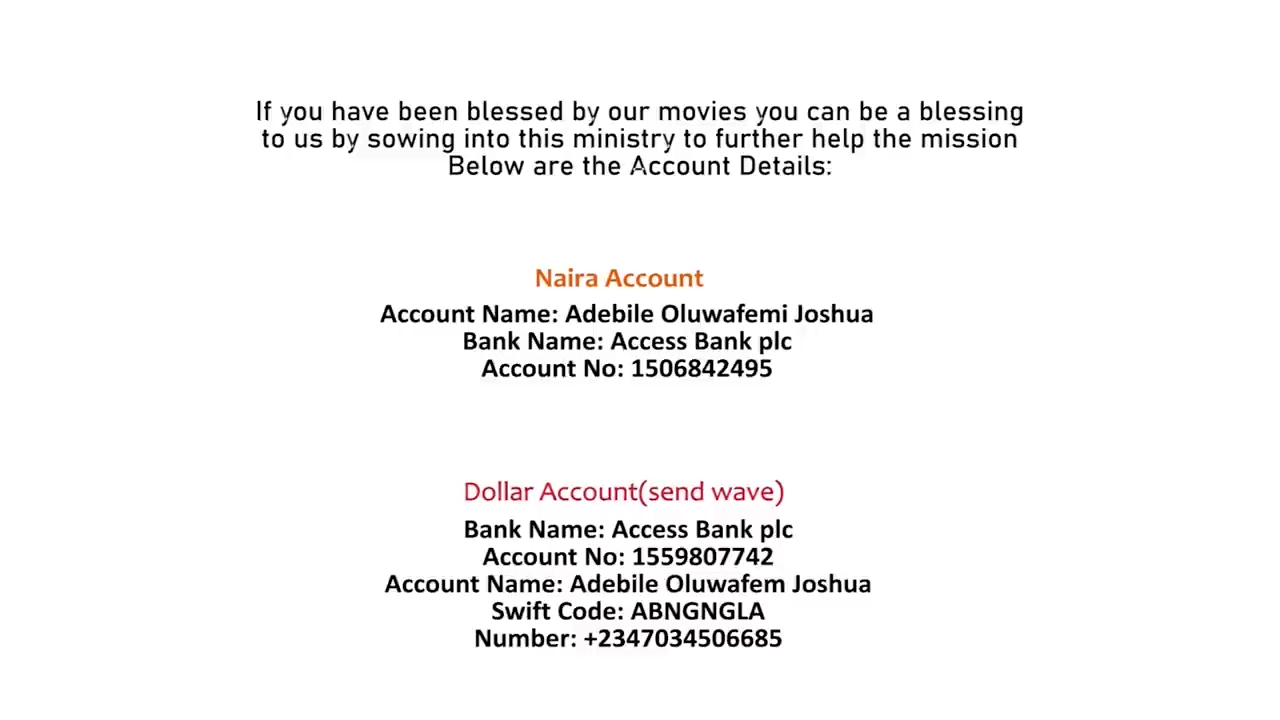 If you have been blessed by our movies you can be a blessing
to us by sowing into this ministry to further help the mission
Below are the Account Details:
Naira Account
Account Name: Adebile Oluwafemi Joshua
Bank Name: Access Bank plc
Account No: 1506842495
Dollar Account(send wave)
Bank Name: Access Bank plc
Account No: 1559807742
Account Name: Adebile Oluwafem Joshua
Swift Code: ABNGNGLA
Number: +2347034506685